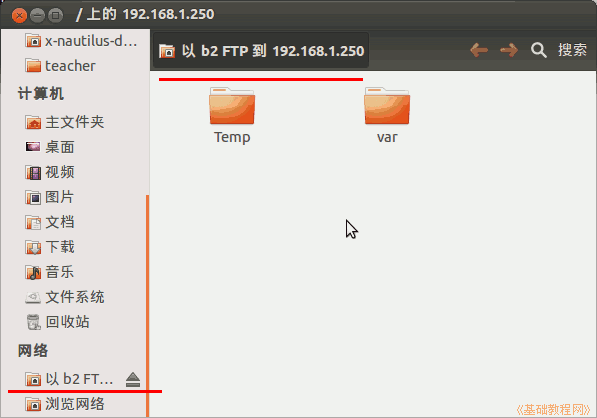 / 上的 192.168.1.250
x-nautilus-d...
teacher
计算机
主文件夹
桌面
视频
图片
文档
下载
音乐
文件系统
回收站
网络
以 b2 FT...
浏览网络
以 b2 FTP 到 192.168.1.250
搜索
Temp
var
《基础教程网》